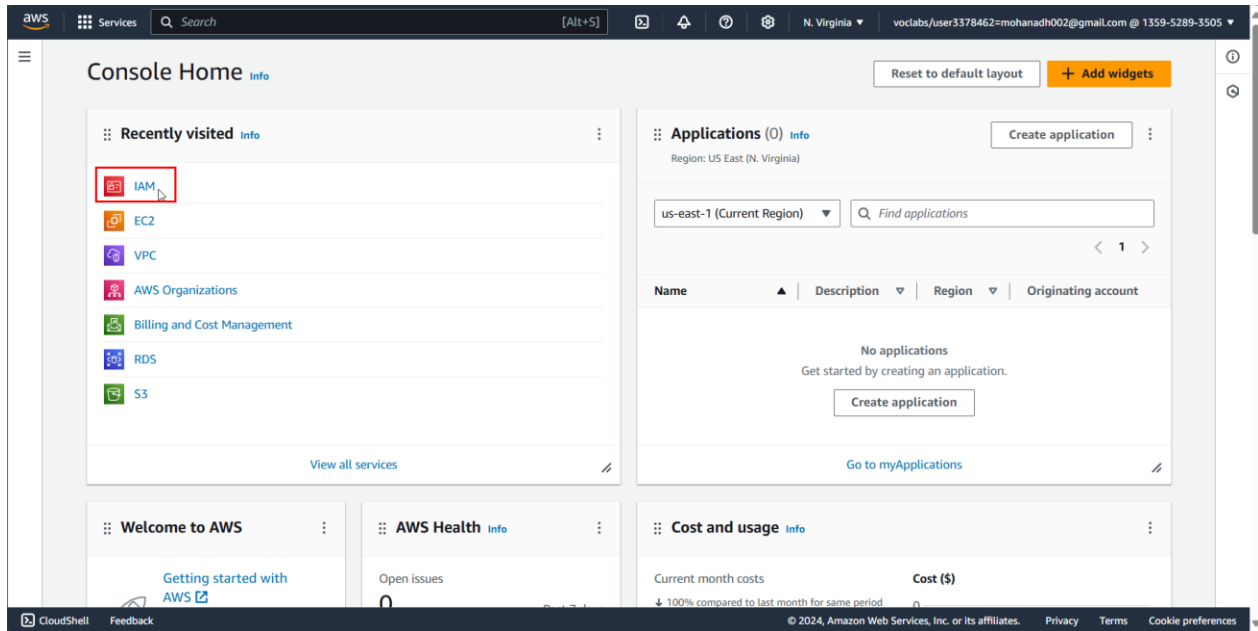 aws
Services
Search [Alt+S]
N. Virginia ▼
voclabs/user3378462=mohanadh002@gmail.com @ 1359-5289-3505 ▼
Console Home Info
Reset to default layout
+ Add widgets
Recently visited Info
IAM
EC2
VPC
AWS Organizations
Billing and Cost Management
RDS
S3
View all services
Applications (0) Info
Create application
Region: US East (N. Virginia)
us-east-1 (Current Region) ▼
Find applications
< 1 >
Name ▲ | Description ▽ | Region ▽ | Originating account
No applications
Get started by creating an application.
Create application
Go to myApplications
Welcome to AWS
Getting started with
AWS
AWS Health Info
Open issues
0
Cost and usage Info
Current month costs
Cost ($)
↓ 100% compared to last month for same period
0
CloudShell Feedback
© 2024, Amazon Web Services, Inc. or its affiliates. Privacy Terms Cookie preferences